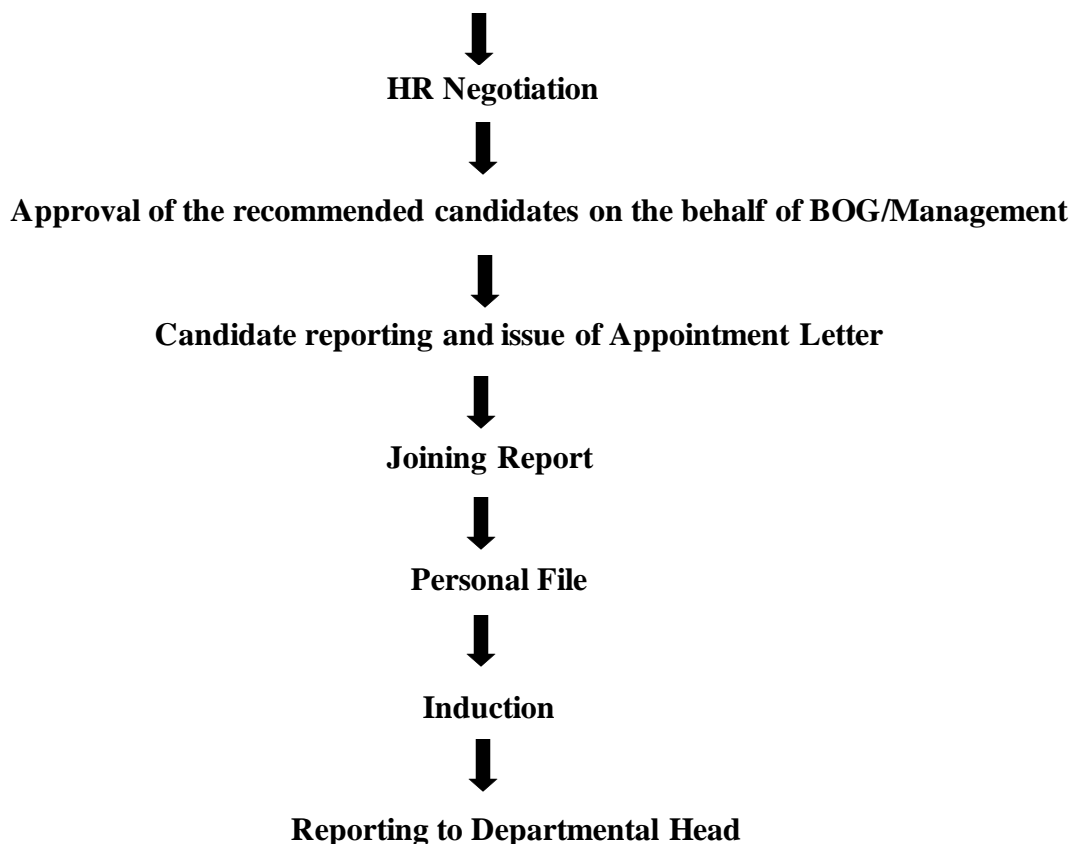 HR Negotiation
Approval of the recommended candidates on the behalf of BOG/Management
Candidate reporting and issue of Appointment Letter
Joining Report
Personal File
Induction
Reporting to Departmental Head